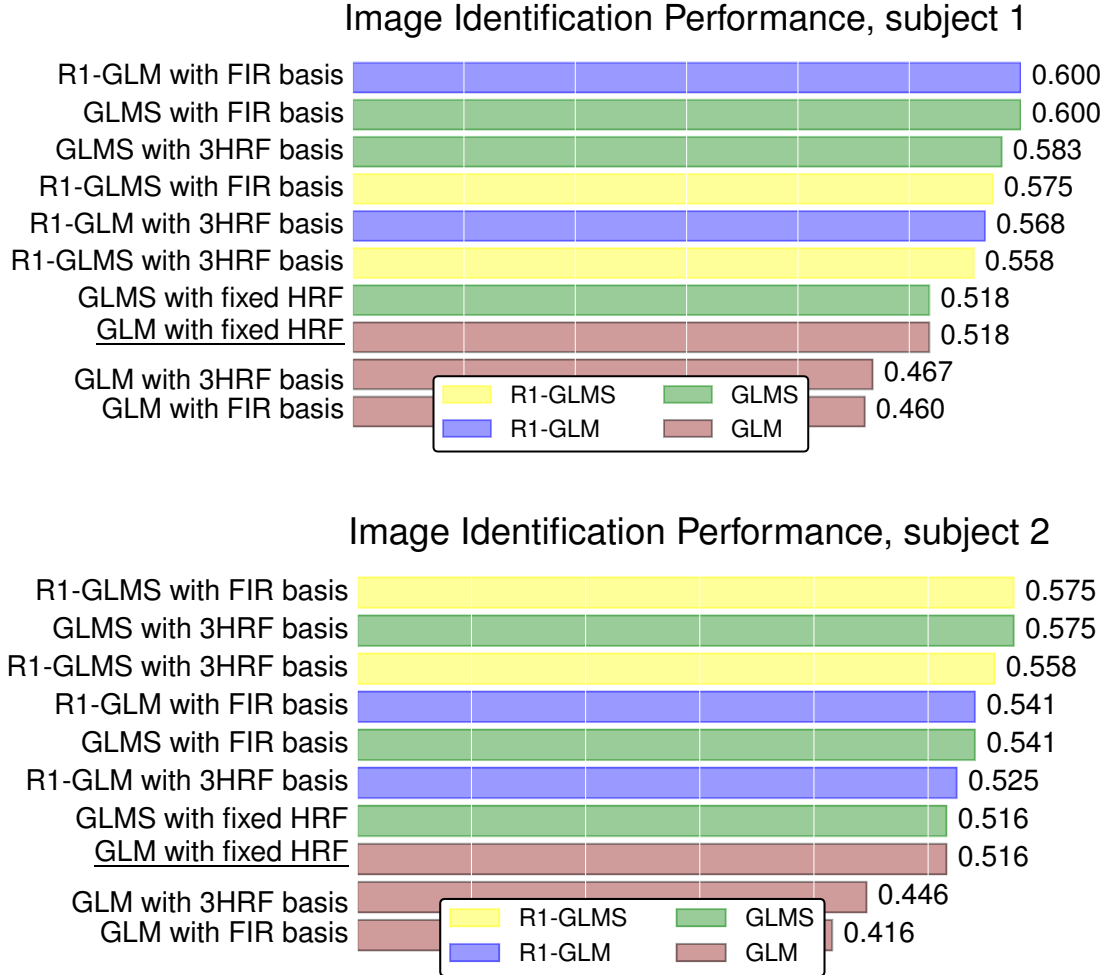 Image Identification Performance, subject 1
R1-GLM with FIR basis 0.600
GLMS with FIR basis 0.600
GLMS with 3HRF basis 0.583
R1-GLMS with FIR basis 0.575
R1-GLM with 3HRF basis 0.568
R1-GLMS with 3HRF basis 0.558
GLMS with fixed HRF 0.518
GLM with fixed HRF 0.518
GLM with 3HRF basis 0.467
GLM with FIR basis 0.460
R1-GLMS GLMS
R1-GLM GLM
Image Identification Performance, subject 2
R1-GLMS with FIR basis 0.575
GLMS with 3HRF basis 0.575
R1-GLMS with 3HRF basis 0.558
R1-GLM with FIR basis 0.541
GLMS with FIR basis 0.541
R1-GLM with 3HRF basis 0.525
GLMS with fixed HRF 0.516
GLM with fixed HRF 0.516
GLM with 3HRF basis 0.446
GLM with FIR basis 0.416
R1-GLMS GLMS
R1-GLM GLM